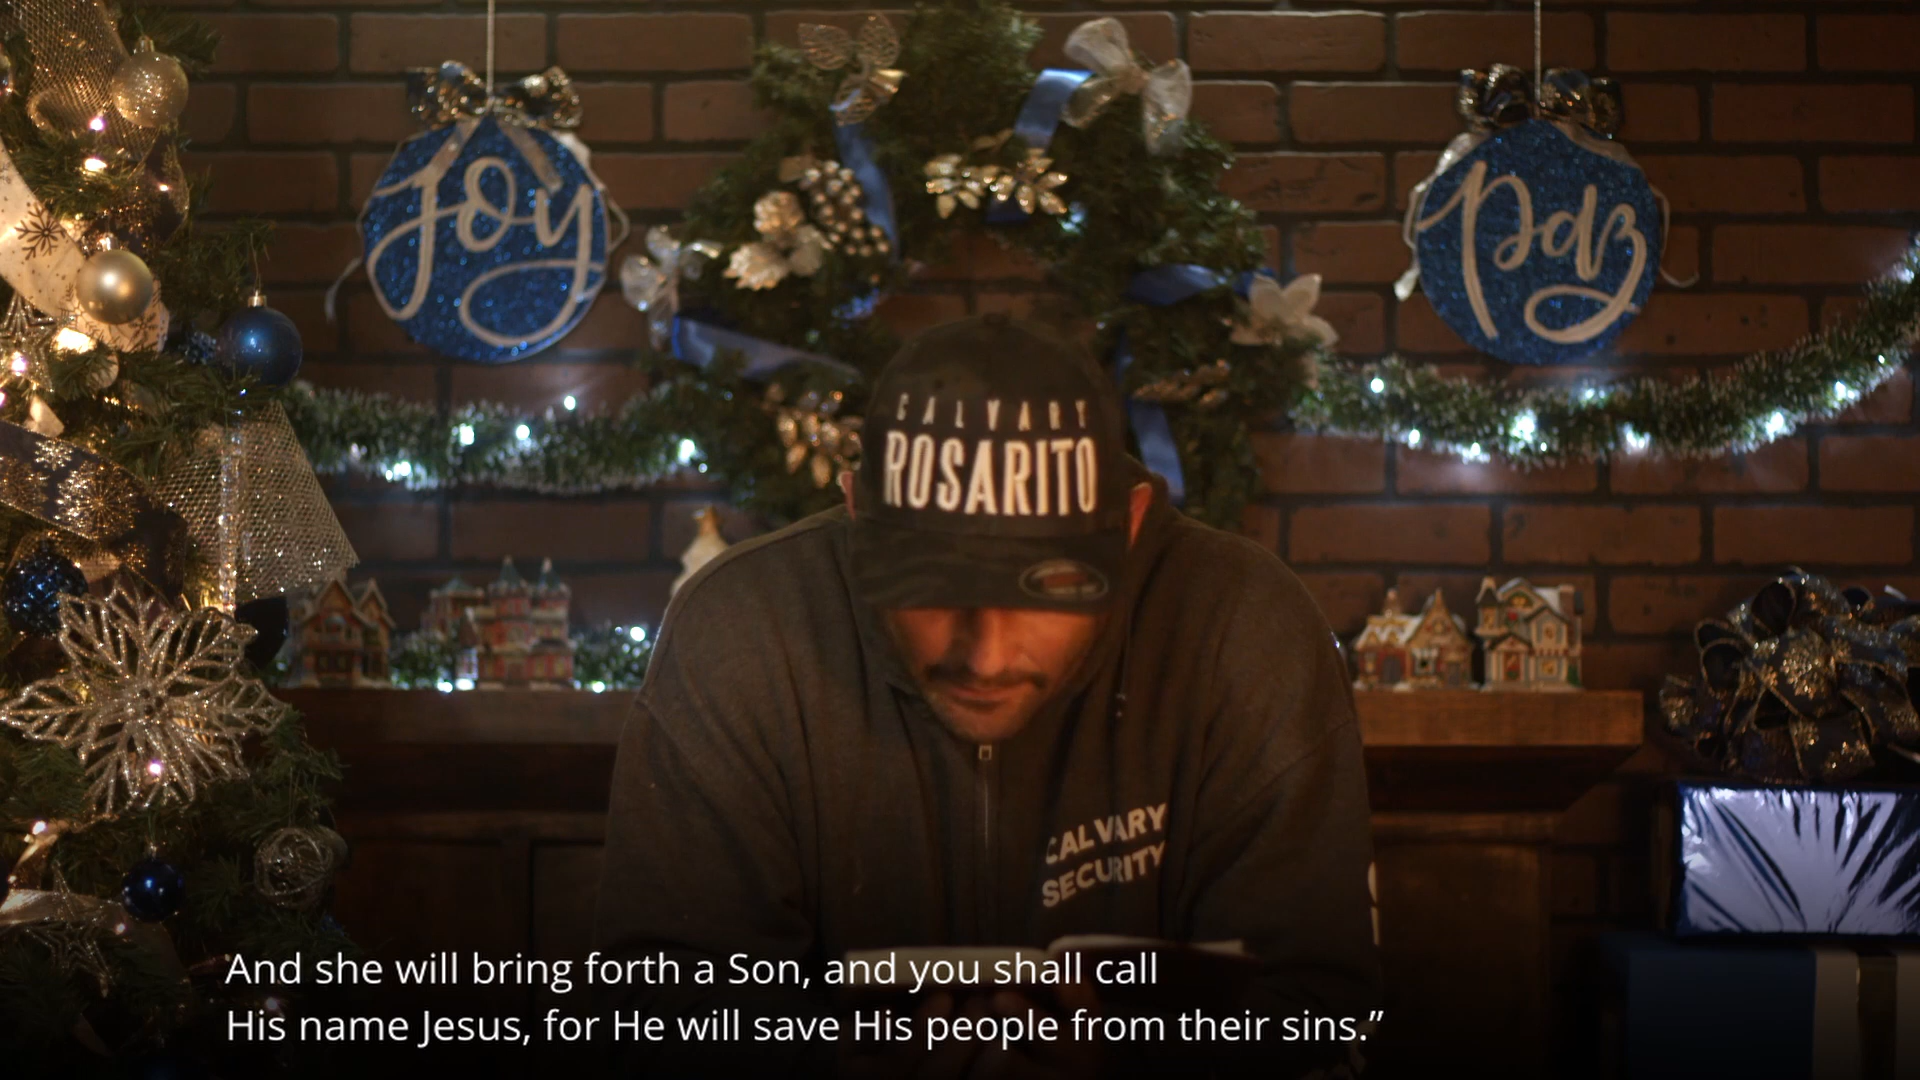 Joy
Paz
CALVARY
ROSARITO
CALVARY
SECURITY
And she will bring forth a Son, and you shall call
His name Jesus, for He will save His people from their sins.”